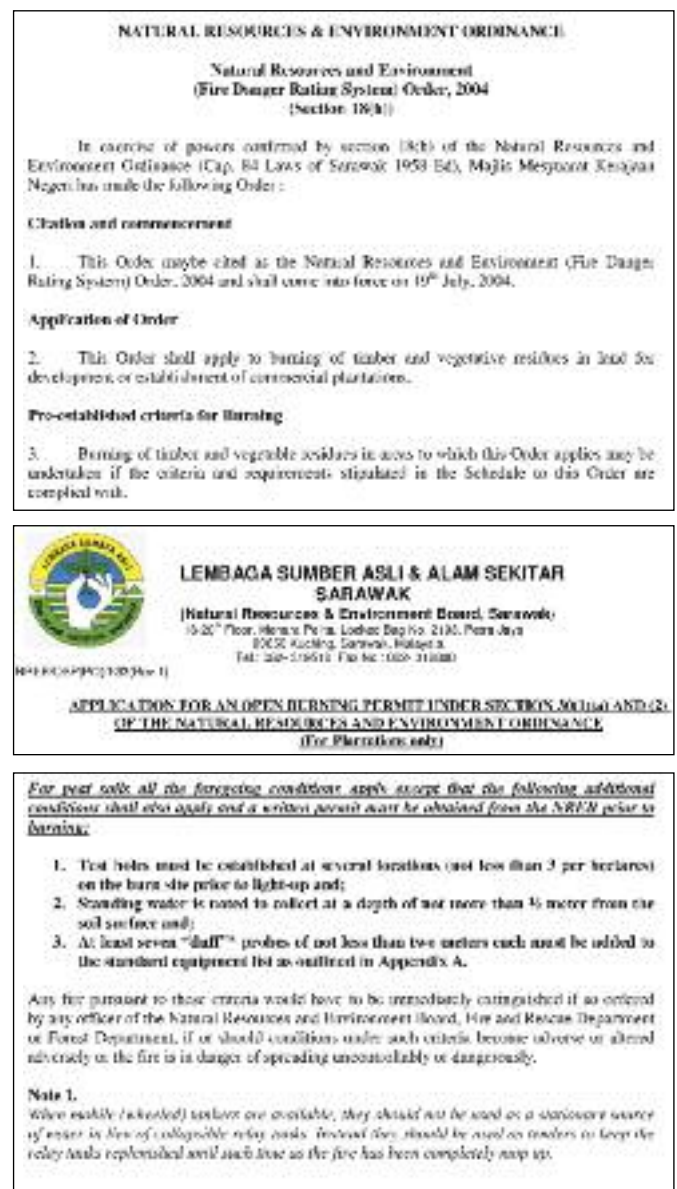 NATURAL RESOURCES & ENVIRONMENT ORDINANCE
Natural Resources and Environment
(Fire Danger Rating System) Order, 2004
(Section 18(h))
In exercise of powers conferred by section 18(h) of the Natural Resources and
Environment Ordinance (Cap. 84 Laws of Sarawak 1958 Ed), Majlis Mesyuarat Kerajaan
Negeri has made the following Order :
Citation and commencement
1. This Order maybe cited as the Natural Resources and Environment (Fire Danger
Rating System) Order, 2004 and shall come into force on 19th July, 2004.
Application of Order
2. This Order shall apply to burning of timber and vegetative residues in land for
development or establishment of commercial plantations.
Pre-established criteria for Burning
3. Burning of timber and vegetable residues in areas to which this Order applies may be
undertaken if the criteria and requirements stipulated in the Schedule to this Order are
complied with.
LEMBAGA SUMBER ASLI & ALAM SEKITAR
SARAWAK
(Natural Resources & Environment Board, Sarawak)
Floor, Menara Pelita, Locked Bag No. Petra Jaya
Kuching, Sarawak, Malaysia.
Tel: Fax No :
APPLICATION FOR AN OPEN BURNING PERMIT UNDER SECTION 30(1)(a) AND (2)
OF THE NATURAL RESOURCES AND ENVIRONMENT ORDINANCE
(For Plantations only)
For peat soils all the foregoing conditions apply except that the following additional
conditions shall also apply and a written permit must be obtained from the NREB prior to
burning:
1. Test holes must be established at several locations (not less than 3 per hectares)
on the burn site prior to light-up and;
2. Standing water is noted to collect at a depth of not more than ½ meter from the
soil surface and;
3. At least seven "duff"* probes of not less than two meters each must be added to
the standard equipment list as outlined in Appendix A.
Any fire pursuant to these criteria would have to be immediately extinguished if so ordered
by any officer of the Natural Resources and Environment Board, Fire and Rescue Department
or Forest Department, if or should conditions under such criteria become adverse or altered
adversely or the fire is in danger of spreading uncontrollably or dangerously.
Note 1.
When mobile (wheeled) tankers are available, they should not be used as a stationary source
of water in lieu of collapsible relay tanks. Instead they should be used as tenders to keep the
relay tanks replenished until such time as the fire has been completely mop up.